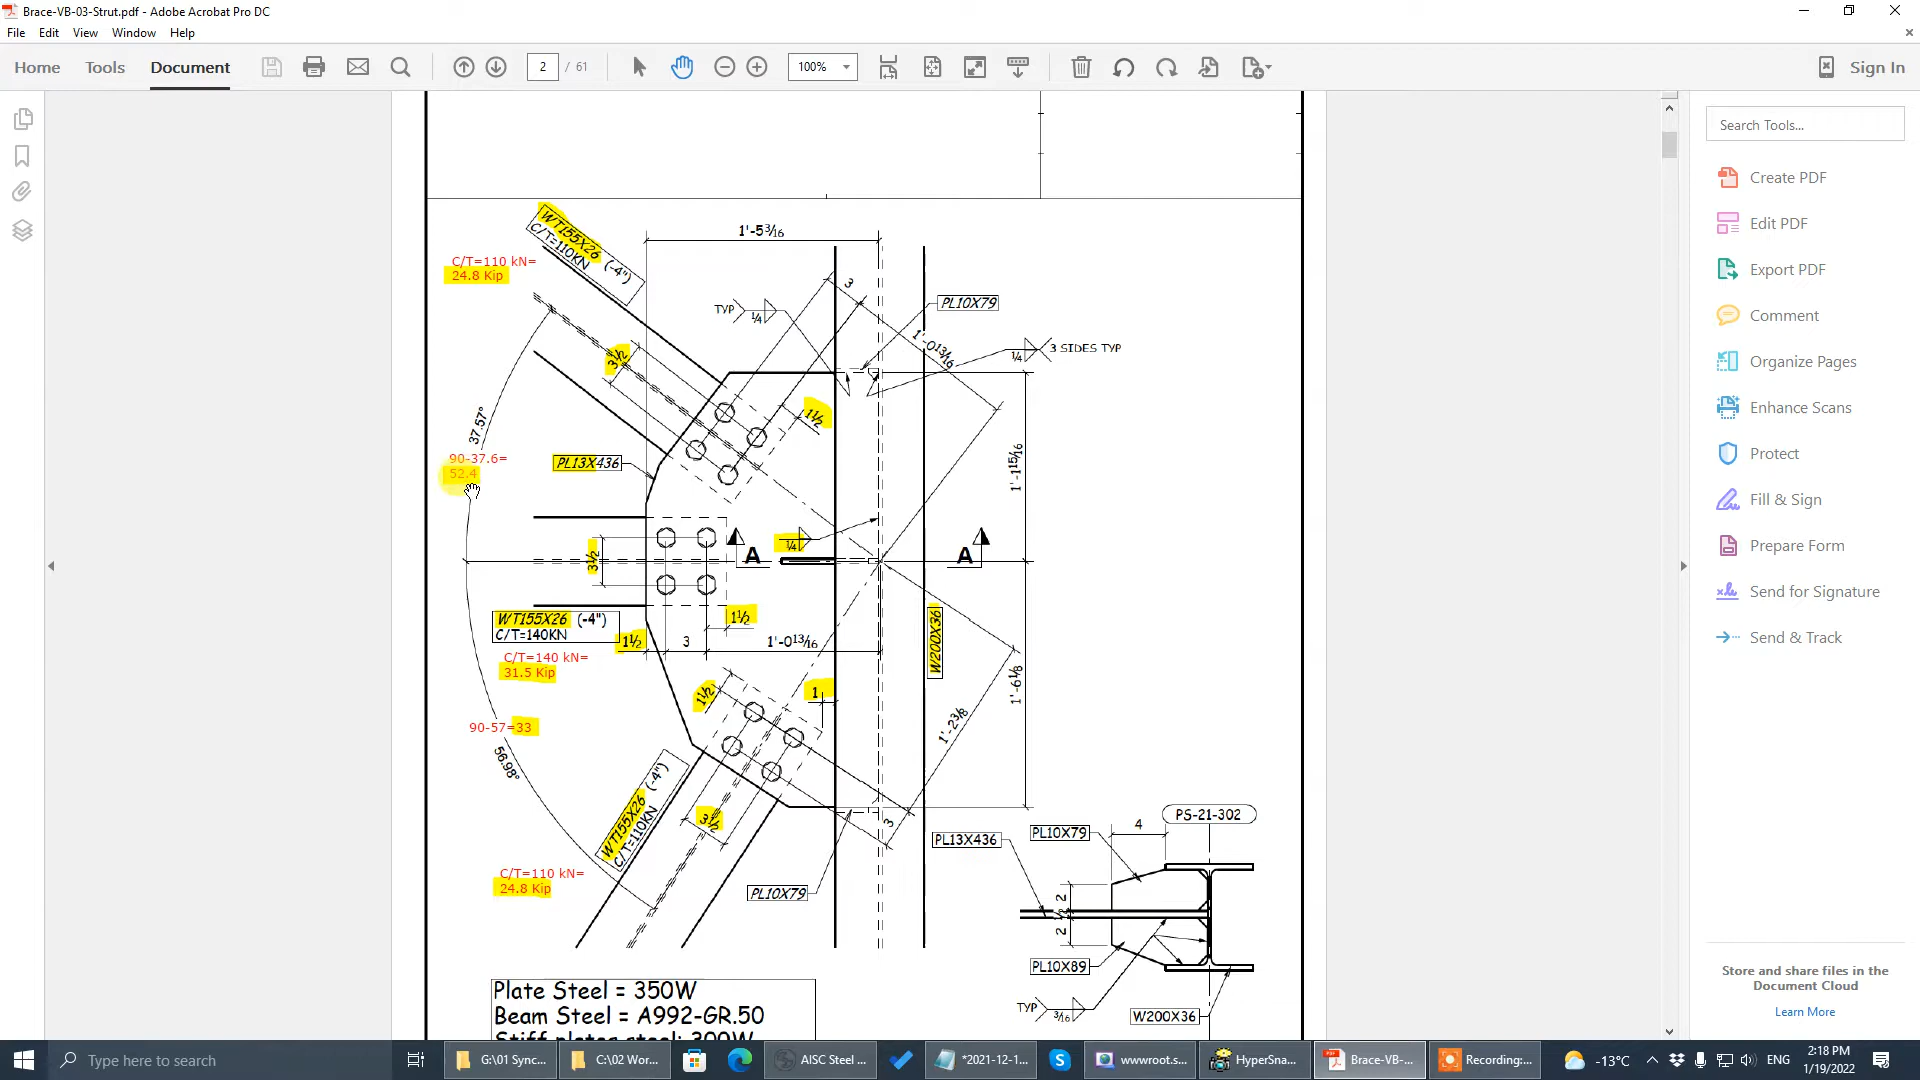 Brace-VB-03-Strut.pdf - Adobe Acrobat Pro DC
File Edit View Window Help
Home Tools Document 2 / 61 100% Sign In
Search Tools...
Create PDF
Edit PDF
Export PDF
Comment
Organize Pages
Enhance Scans
Protect
Fill & Sign
Prepare Form
Send for Signature
Send & Track
Store and share files in the
Document Cloud
Learn More
WT155X26 (-4")
C/T=110KN
C/T=110 kN=
24.8 Kip
1'-5 3/16
3
TYP 1/4
PL10X79
1'-0 13/16
1/4 3 SIDES TYP
3 1/2
1 1/2
37.57°
90-37.6=
52.4
PL13X436
1'-1 15/16
1/4
A A
3 1/2
WT155X26 (-4")
C/T=140KN
1 1/2
1 1/2 3 1'-0 13/16
W200X36
C/T=140 kN=
31.5 Kip
1 1/2
1
1'-6 1/8
1'-2 3/8
90-57=33
56.98°
WT155X26 (-4")
C/T=110KN
3 1/2
3
C/T=110 kN=
24.8 Kip
PL10X79
PS-21-302
4
PL10X79
PL13X436
2
2
PL10X89
TYP 3/16
W200X36
Plate Steel = 350W
Beam Steel = A992-GR.50
Stiff plates steel: 300W
Type here to search
G:\01 Sync...
C:\02 Wor...
AISC Steel ...
*2021-12-1...
wwwroot.s...
HyperSna...
Brace-VB-...
Recording:...
-13°C
ENG
2:18 PM
1/19/2022